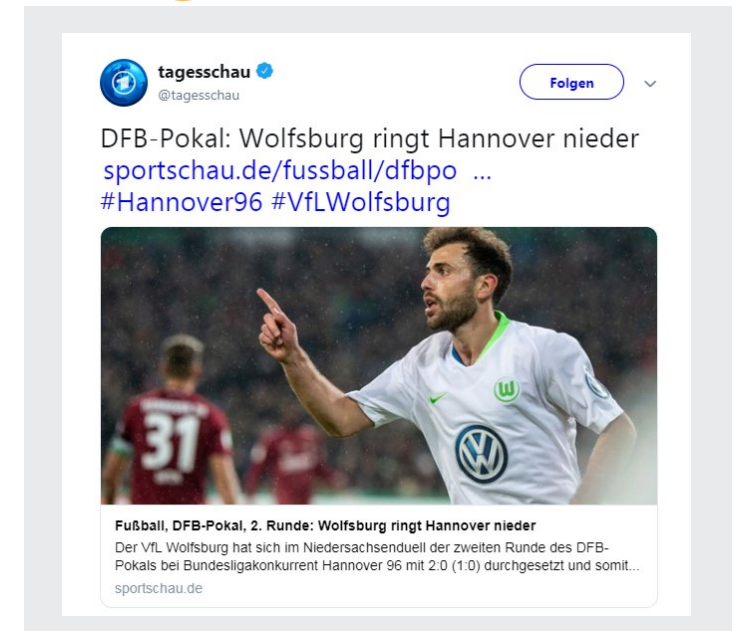 tagesschau
@tagesschau
Folgen
DFB-Pokal: Wolfsburg ringt Hannover nieder
sportschau.de/fussball/dfbpo ...
#Hannover96 #VfLWolfsburg
31
W
Fußball, DFB-Pokal, 2. Runde: Wolfsburg ringt Hannover nieder
Der VfL Wolfsburg hat sich im Niedersachsenduell der zweiten Runde des DFB-
Pokals bei Bundesligakonkurrent Hannover 96 mit 2:0 (1:0) durchgesetzt und somit...
sportschau.de